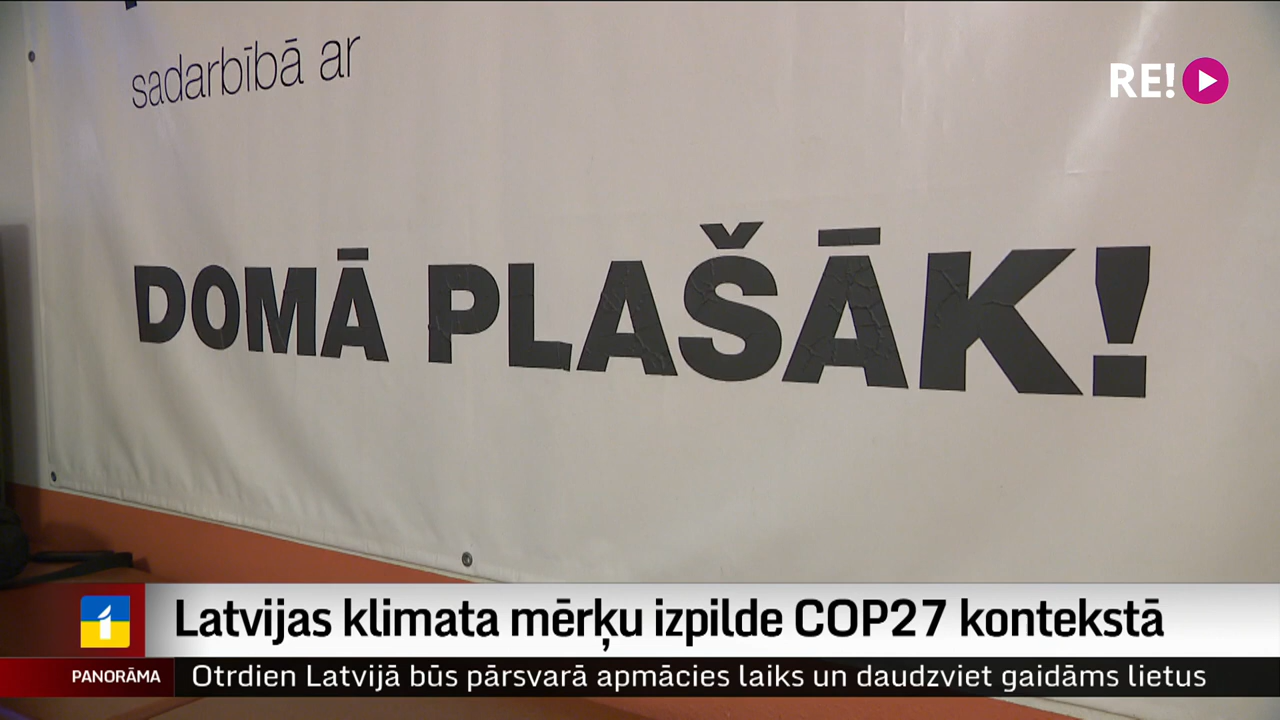 sadarbībā ar
RE!
DOMĀ PLAŠĀK!
1
Latvijas klimata mērķu izpilde COP27 kontekstā
PANORĀMA
Otrdien Latvijā būs pārsvarā apmācies laiks un daudzviet gaidāms lietus